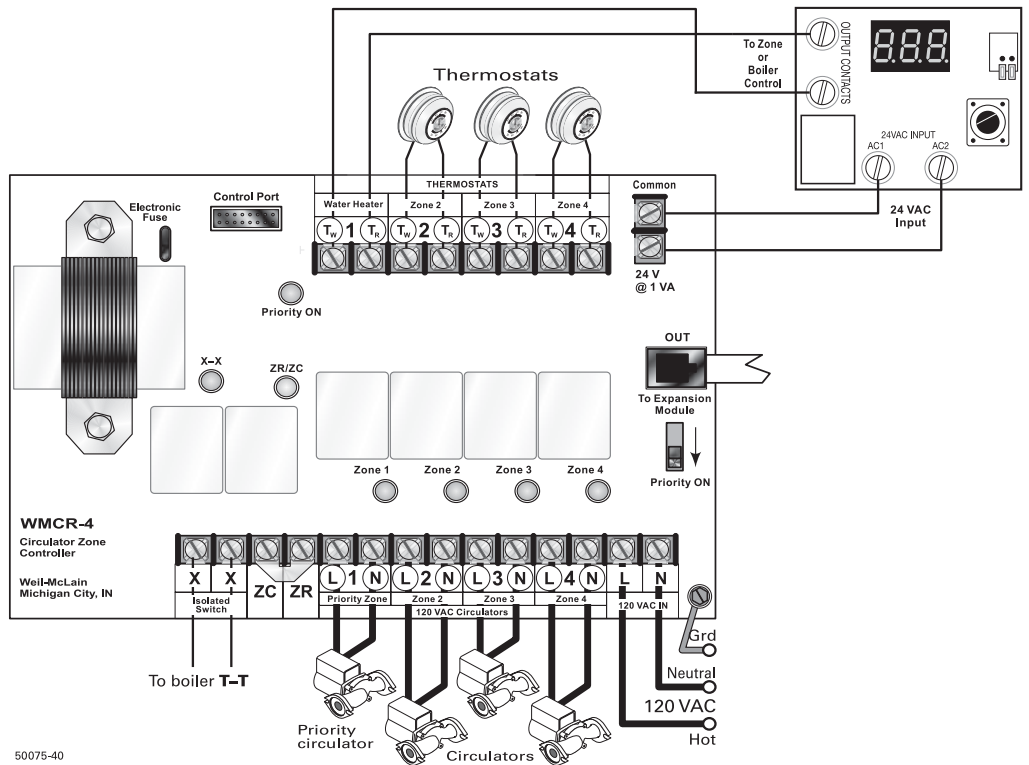 To Zone
or
Boiler
Control
OUTPUT CONTACTS
8.8.8.
24VAC INPUT
AC1
AC2
24 VAC
Input
Thermostats
THERMOSTATS
Water Heater
Zone 2
Zone 3
Zone 4
TW 1 TR
TW 2 TR
TW 3 TR
TW 4 TR
Common
24 V
@ 1 VA
Electronic
Fuse
Control Port
Priority ON
X–X
ZR/ZC
OUT
To Expansion
Module
Priority ON
Zone 1
Zone 2
Zone 3
Zone 4
WMCR-4
Circulator Zone
Controller
Weil-McLain
Michigan City, IN
X X
Isolated
Switch
ZC ZR
L 1 N
L 2 N
L 3 N
L 4 N
L N
Priority Zone
Zone 2
Zone 3
Zone 4
120 VAC Circulators
120 VAC IN
Grd
Neutral
120 VAC
Hot
To boiler T–T
Priority
circulator
Circulators
50075-40